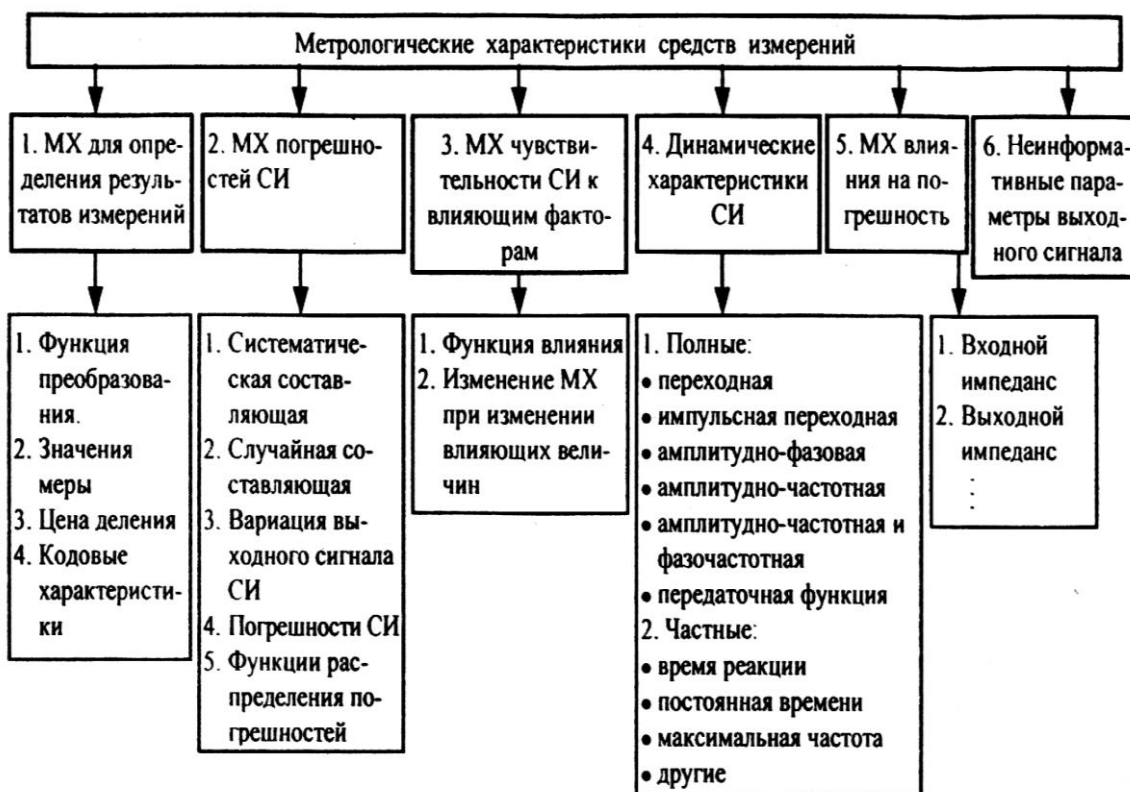 Метрологические характеристики средств измерений
1. МХ для опре-
деления резуль-
татов измерений
2. МХ погрешно-
стей СИ
3. МХ чувстви-
тельности СИ к
влияющим факто-
рам
4. Динамические
характеристики
СИ
5. МХ влия-
ния на по-
грешность
6. Неинформа-
тивные пара-
метры выход-
ного сигнала
1. Функция
преобразова-
ния.
2. Значения
меры
3. Цена деления
4. Кодовые
характеристи-
ки
1. Системати­че-
ская состав-
ляющая
2. Случайная со-
ставляющая
3. Вариация вы-
ходного сигнала
СИ
4. Погрешности СИ
5. Функции рас-
пределения по-
грешностей
1. Функция влияния
2. Изменение МХ
при изменении
влияющих вели-
чин
1. Полные:
• переходная
• импульсная переходная
• амплитудно-фазовая
• амплитудно-частотная
• амплитудно-частотная и
фазочастотная
• передаточная функция
2. Частные:
• время реакции
• постоянная времени
• максимальная частота
• другие
1. Входной
импеданс
2. Выходной
импеданс
⋮